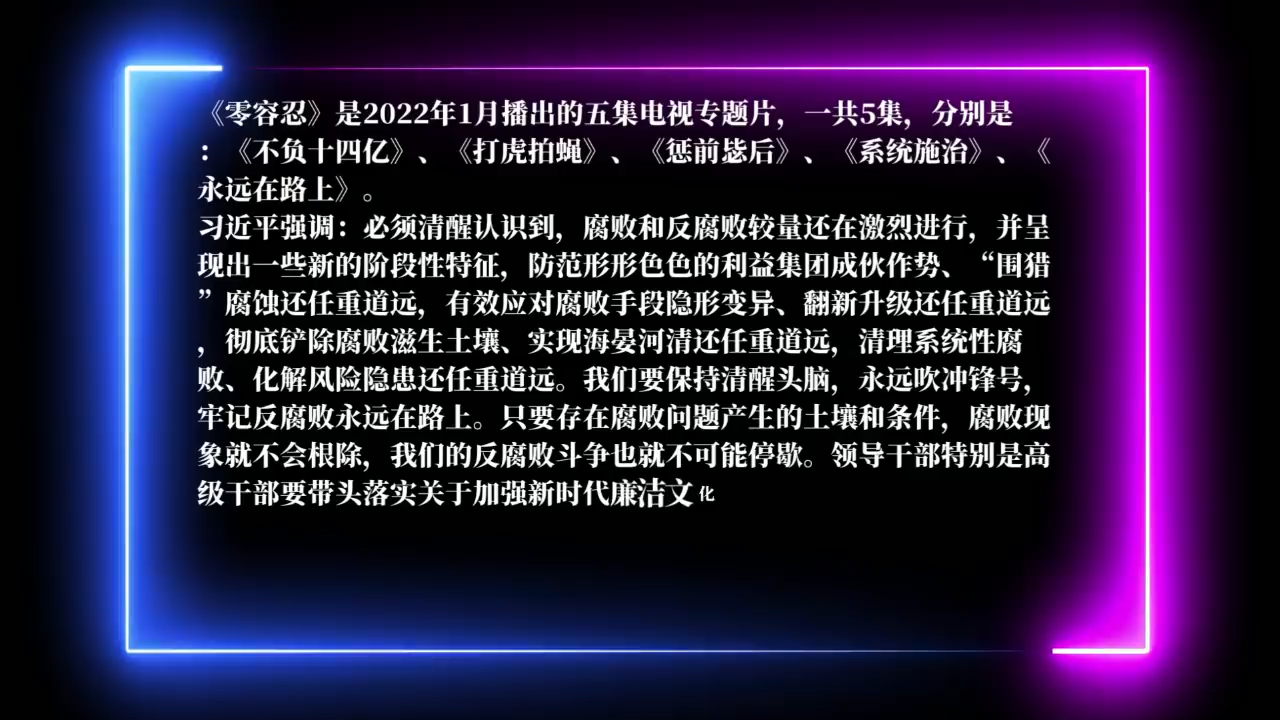 《零容忍》是2022年1月播出的五集电视专题片，一共5集，分别是
：《不负十四亿》、《打虎拍蝇》、《惩前毖后》、《系统施治》、《
永远在路上》。
习近平强调：必须清醒认识到，腐败和反腐败较量还在激烈进行，并呈
现出一些新的阶段性特征，防范形形色色的利益集团成伙作势、“围猎
”腐蚀还任重道远，有效应对腐败手段隐形变异、翻新升级还任重道远
，彻底铲除腐败滋生土壤、实现海晏河清还任重道远，清理系统性腐
败、化解风险隐患还任重道远。我们要保持清醒头脑，永远吹冲锋号，
牢记反腐败永远在路上。只要存在腐败问题产生的土壤和条件，腐败现
象就不会根除，我们的反腐败斗争也就不可能停歇。领导干部特别是高
级干部要带头落实关于加强新时代廉洁文化